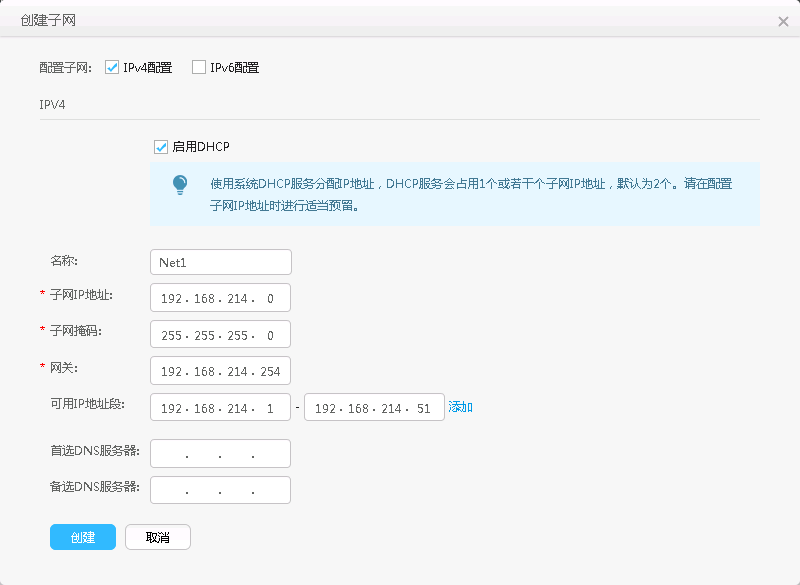 创建子网
配置子网: IPv4配置 IPv6配置
IPV4
启用DHCP
使用系统DHCP服务分配IP地址，DHCP服务会占用1个或若干个子网IP地址，默认为2个。请在配置
子网IP地址时进行适当预留。
名称: Net1
* 子网IP地址: 192 . 168 . 214 . 0
* 子网掩码: 255 . 255 . 255 . 0
* 网关: 192 . 168 . 214 . 254
可用IP地址段: 192 . 168 . 214 . 1 - 192 . 168 . 214 . 51 添加
首选DNS服务器: . . .
备选DNS服务器: . . .
创建 取消